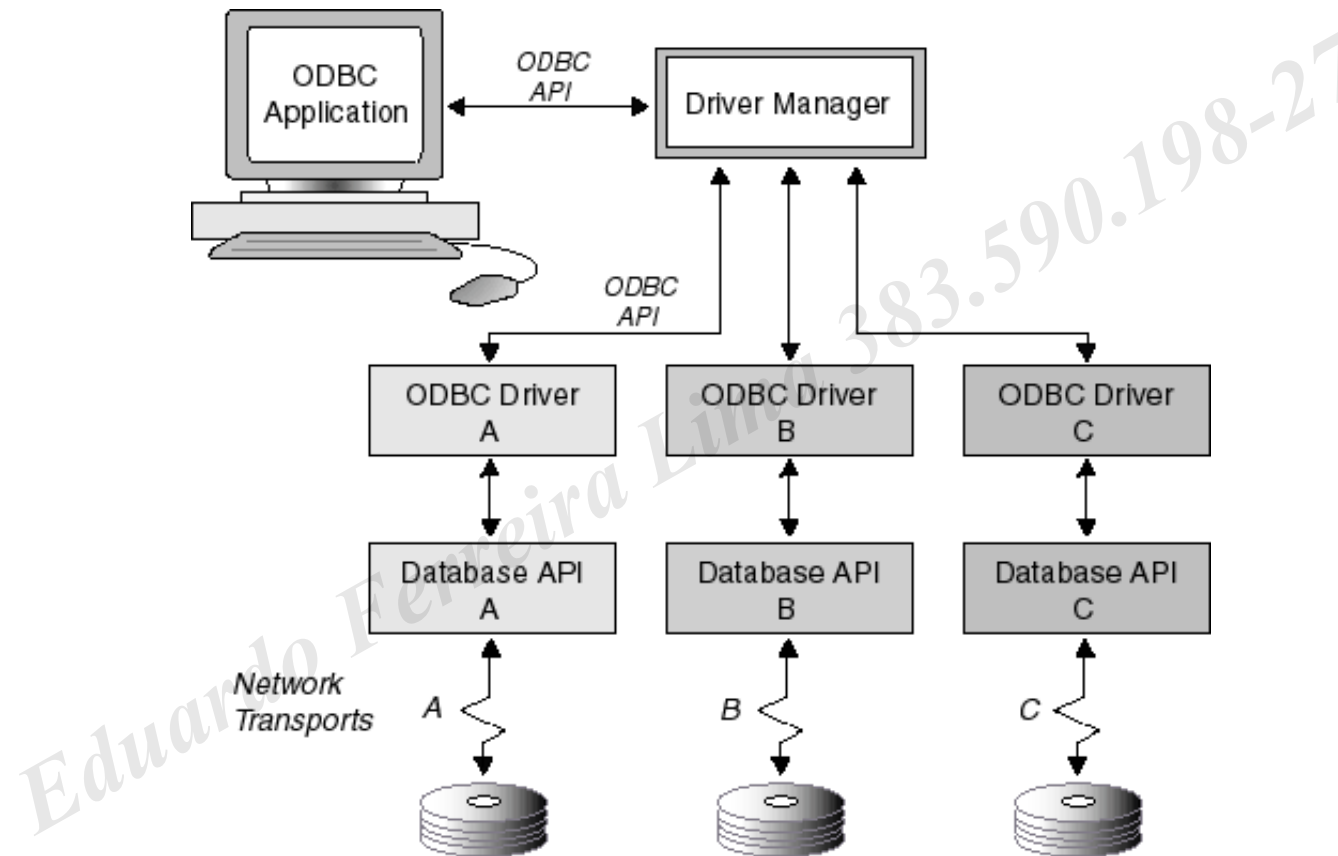 ODBC
Application
ODBC
API
Driver Manager
ODBC
API
ODBC Driver
A
ODBC Driver
B
ODBC Driver
C
Database API
A
Database API
B
Database API
C
Network
Transports
A
B
C
Eduardo Ferreira Lima 383.590.198-27